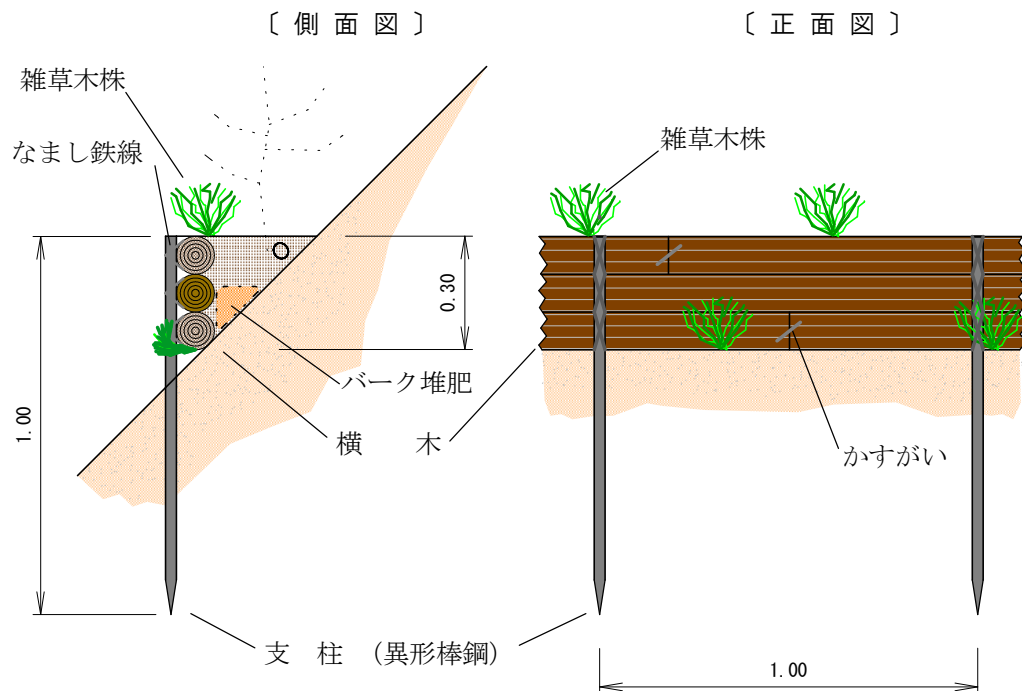 〔 側 面 図 〕
〔 正 面 図 〕
雑草木株
なまし鉄線
雑草木株
0.30
1.00
バーク堆肥
横　　木
かすがい
支　柱　（異形棒鋼）
1.00